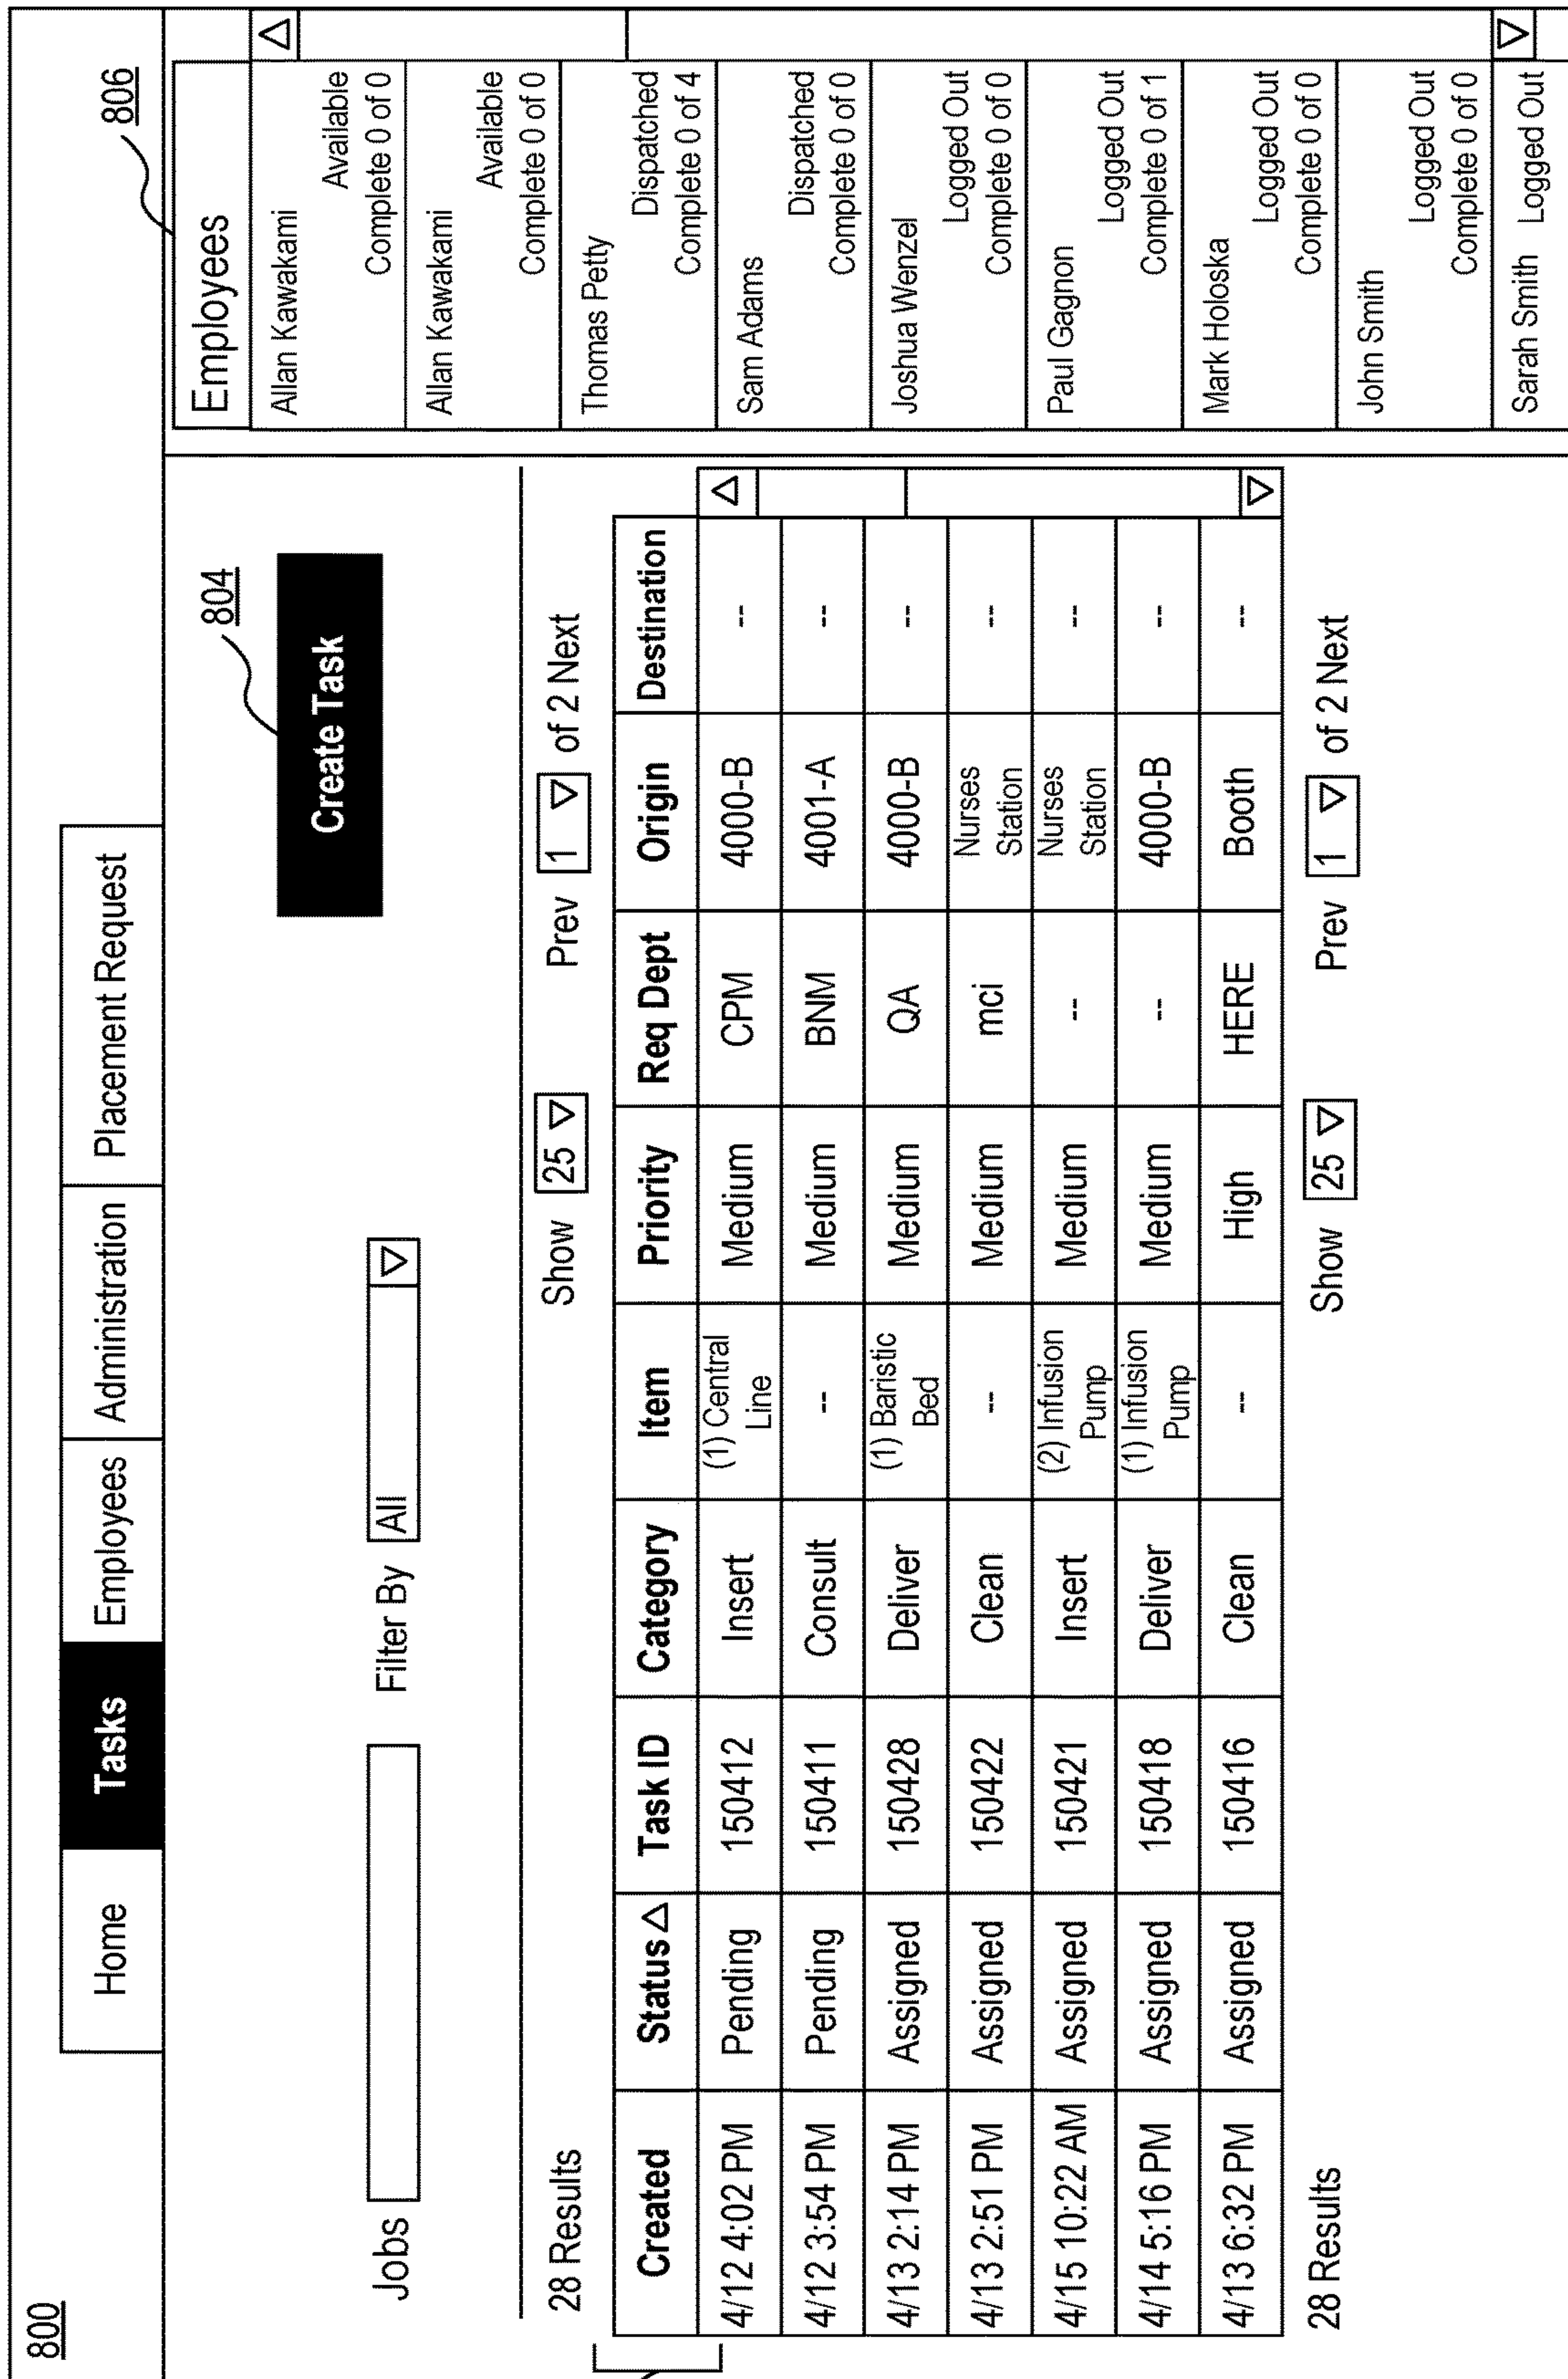 800
Home Tasks Employees Administration Placement Request
806
804
Jobs Filter By All
Create Task
28 Results Show 25 Prev 1 of 2 Next
Created Status Task ID Category Item Priority Req Dept Origin Destination
4/12 4:02 PM Pending 150412 Insert (1) Central Line Medium CPM 4000-B --
4/12 3:54 PM Pending 150411 Consult -- Medium BNM 4001-A --
4/13 2:14 PM Assigned 150428 Deliver (1) Baristic Bed Medium QA 4000-B --
4/13 2:51 PM Assigned 150422 Clean -- Medium mci Nurses Station --
4/15 10:22 AM Assigned 150421 Insert (2) Infusion Pump Medium -- Nurses Station --
4/14 5:16 PM Assigned 150418 Deliver (1) Infusion Pump Medium -- 4000-B --
4/13 6:32 PM Assigned 150416 Clean -- High HERE Booth --
28 Results Show 25 Prev 1 of 2 Next
Employees
Allan Kawakami
Available
Complete 0 of 0
Allan Kawakami
Available
Complete 0 of 0
Thomas Petty
Dispatched
Complete 0 of 4
Sam Adams
Dispatched
Complete 0 of 0
Joshua Wenzel
Logged Out
Complete 0 of 0
Paul Gagnon
Logged Out
Complete 0 of 1
Mark Holoska
Logged Out
Complete 0 of 0
John Smith
Logged Out
Complete 0 of 0
Sarah Smith Logged Out